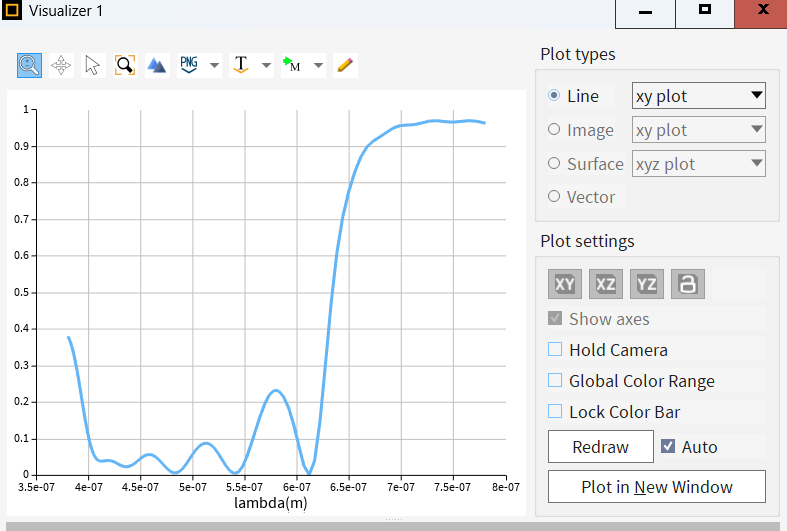 Visualizer 1
PNG
T
M
1
0.9
0.8
0.7
0.6
0.5
0.4
0.3
0.2
0.1
0
3.5e-07 4e-07 4.5e-07 5e-07 5.5e-07 6e-07 6.5e-07 7e-07 7.5e-07 8e-07
lambda(m)
Plot types
Line xy plot
Image xy plot
Surface xyz plot
Vector
Plot settings
XY XZ YZ a
Show axes
Hold Camera
Global Color Range
Lock Color Bar
Redraw Auto
Plot in New Window